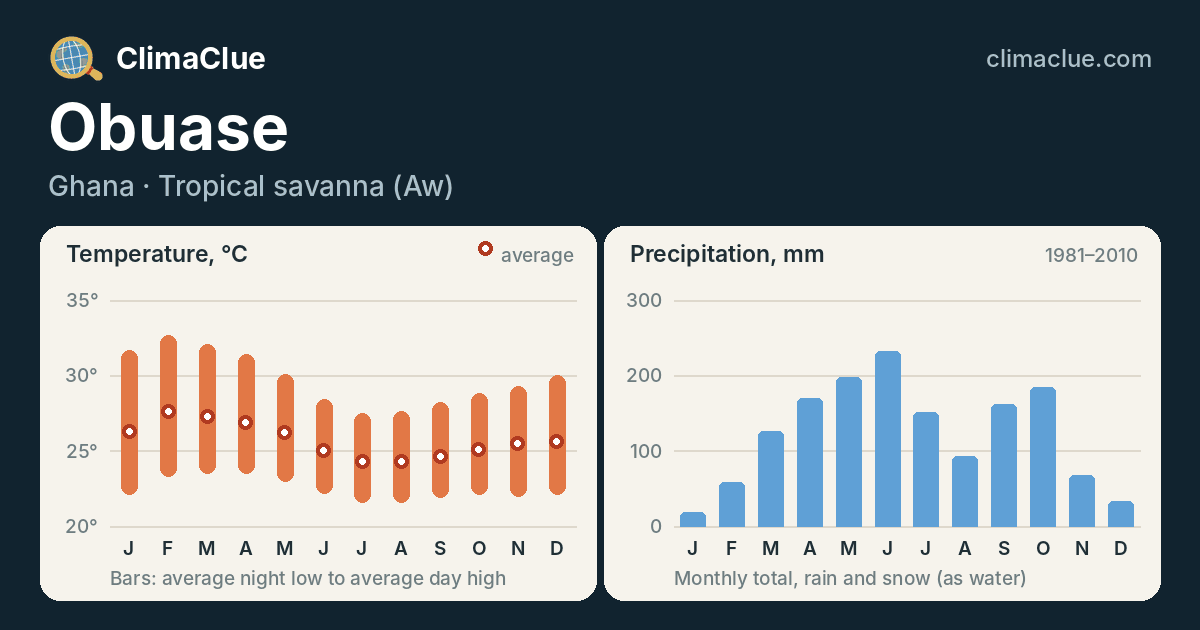 ClimaClue
climaclue.com
Obuase
Ghana · Tropical savanna (Aw)
Temperature, °C
average
35°
30°
25°
20°
J F M A M J J A S O N D
Bars: average night low to average day high
Precipitation, mm
1981–2010
300
200
100
0
J F M A M J J A S O N D
Monthly total, rain and snow (as water)